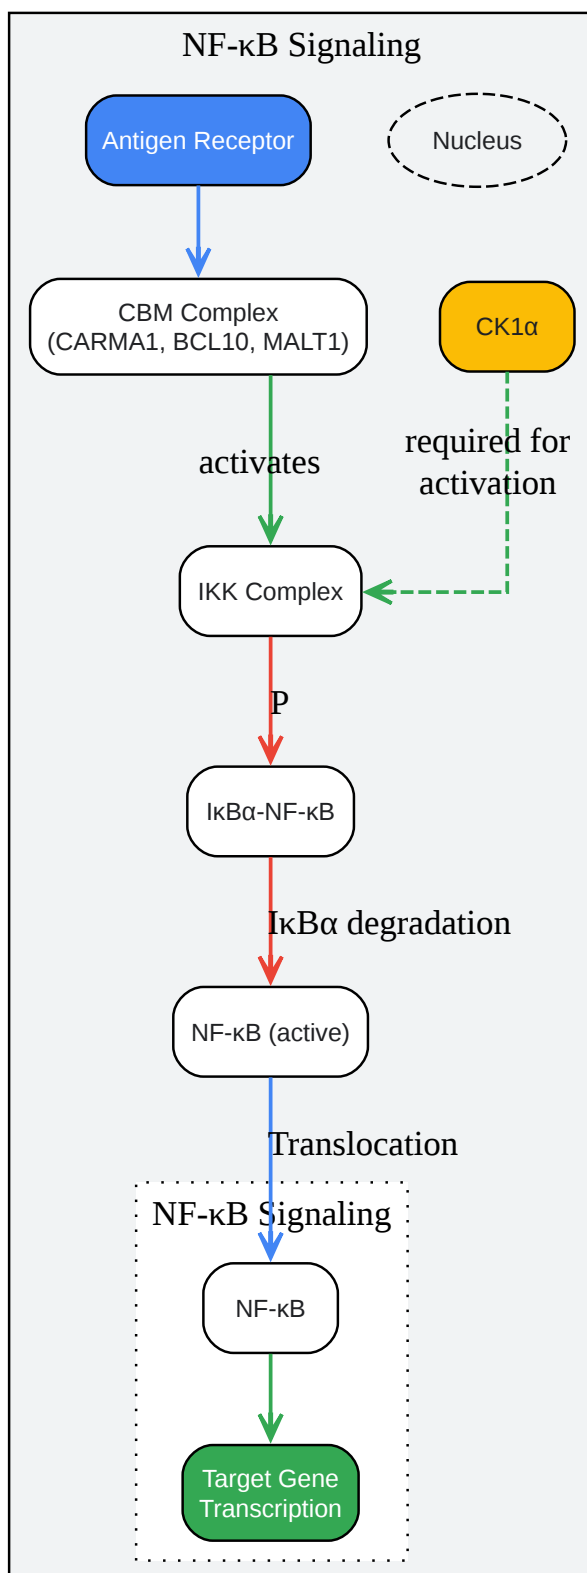 NF-κB Signaling
Antigen Receptor
Nucleus
CBM Complex
(CARMA1, BCL10, MALT1)
CK1α
activates
required for
activation
IKK Complex
P
IκBα-NF-κB
IκBα degradation
NF-κB (active)
Translocation
NF-κB Signaling
NF-κB
Target Gene
Transcription